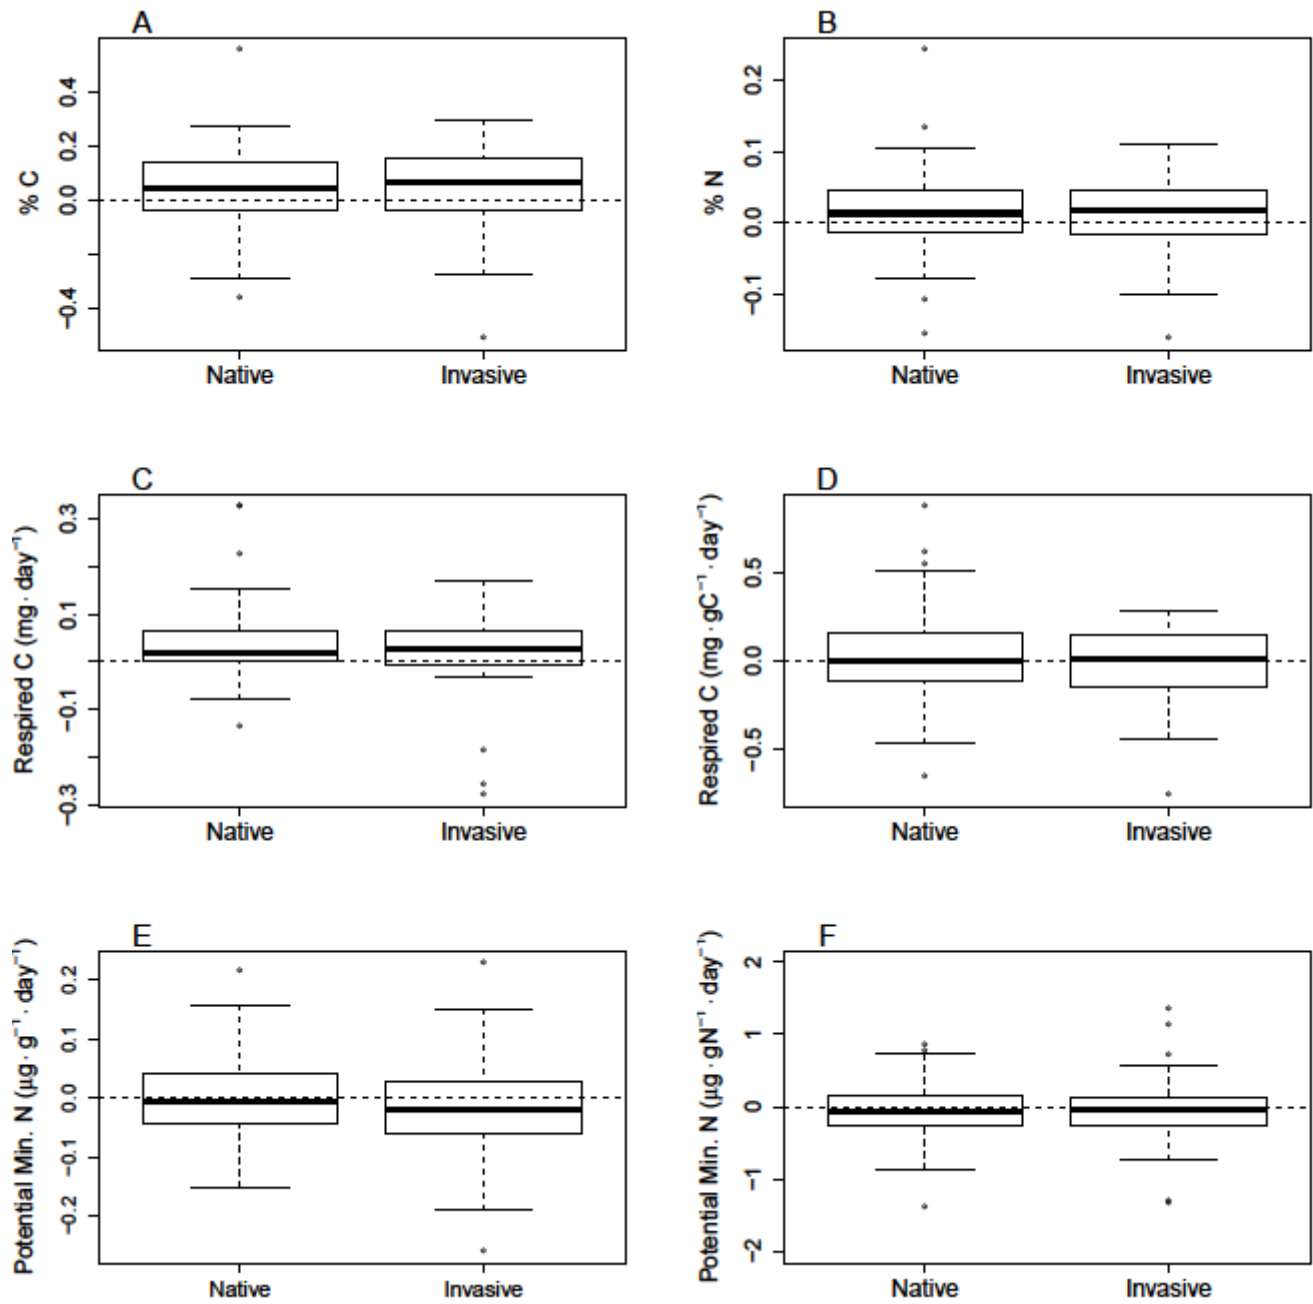 A
% C
0.4
0.2
0.0
−0.4
Native
Invasive
B
% N
0.2
0.1
0.0
−0.1
Native
Invasive
C
Respired C (mg · day⁻¹)
0.3
0.1
−0.1
−0.3
Native
Invasive
D
Respired C (mg · gC⁻¹ · day⁻¹)
0.5
0.0
−0.5
Native
Invasive
E
Potential Min. N (μg · g⁻¹ · day⁻¹)
0.2
0.1
0.0
−0.1
−0.2
Native
Invasive
F
Potential Min. N (μg · gN⁻¹ · day⁻¹)
2
1
0
−1
−2
Native
Invasive